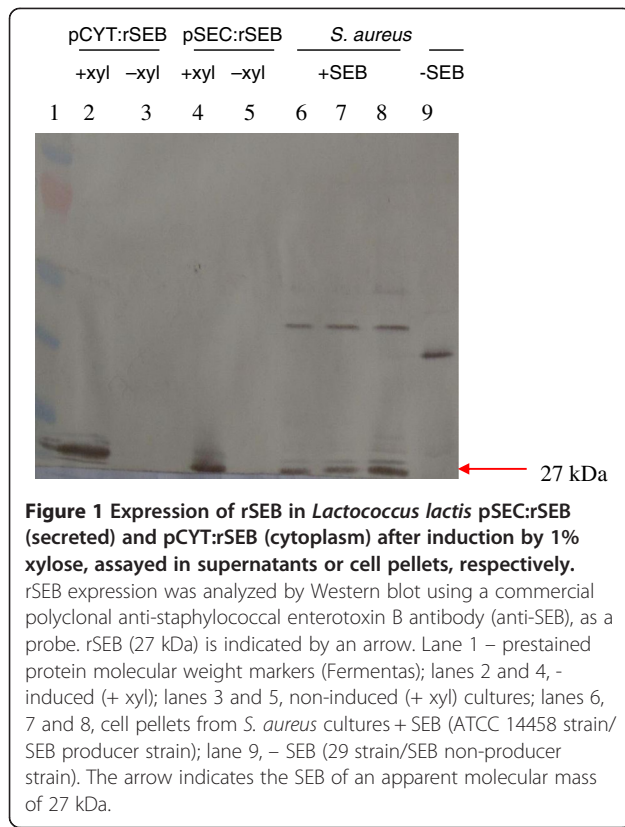 pCYT:rSEB pSEC:rSEB S. aureus
+xyl –xyl +xyl –xyl +SEB -SEB
1 2 3 4 5 6 7 8 9
27 kDa
Figure 1 Expression of rSEB in Lactococcus lactis pSEC:rSEB
(secreted) and pCYT:rSEB (cytoplasm) after induction by 1%
xylose, assayed in supernatants or cell pellets, respectively.
rSEB expression was analyzed by Western blot using a commercial
polyclonal anti-staphylococcal enterotoxin B antibody (anti-SEB), as a
probe. rSEB (27 kDa) is indicated by an arrow. Lane 1 – prestained
protein molecular weight markers (Fermentas); lanes 2 and 4, -
induced (+ xyl); lanes 3 and 5, non-induced (+ xyl) cultures; lanes 6,
7 and 8, cell pellets from S. aureus cultures + SEB (ATCC 14458 strain/
SEB producer strain); lane 9, – SEB (29 strain/SEB non-producer
strain). The arrow indicates the SEB of an apparent molecular mass
of 27 kDa.